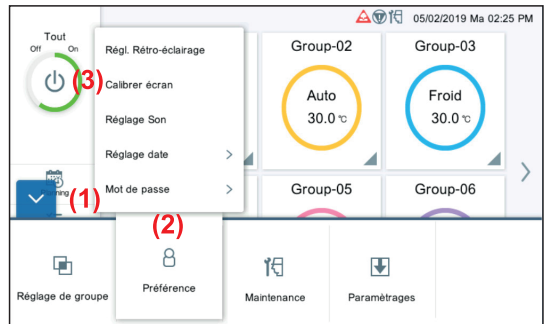 05/02/2019 Ma 02:25 PM
Tout
Off On
(3)
Régl. Rétro-éclairage
Calibrer écran
Réglage Son
Réglage date
Mot de passe
Group-02
Auto
30.0 °C
Group-03
Froid
30.0 °C
(1)
Group-05
Group-06
(2)
Réglage de groupe
Préférence
Maintenance
Paramètrages